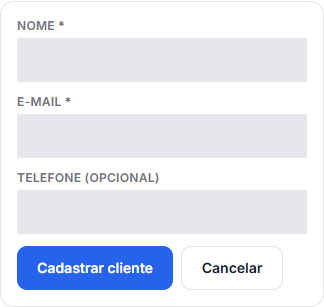 NOME *
E-MAIL *
TELEFONE (OPCIONAL)
Cadastrar cliente
Cancelar